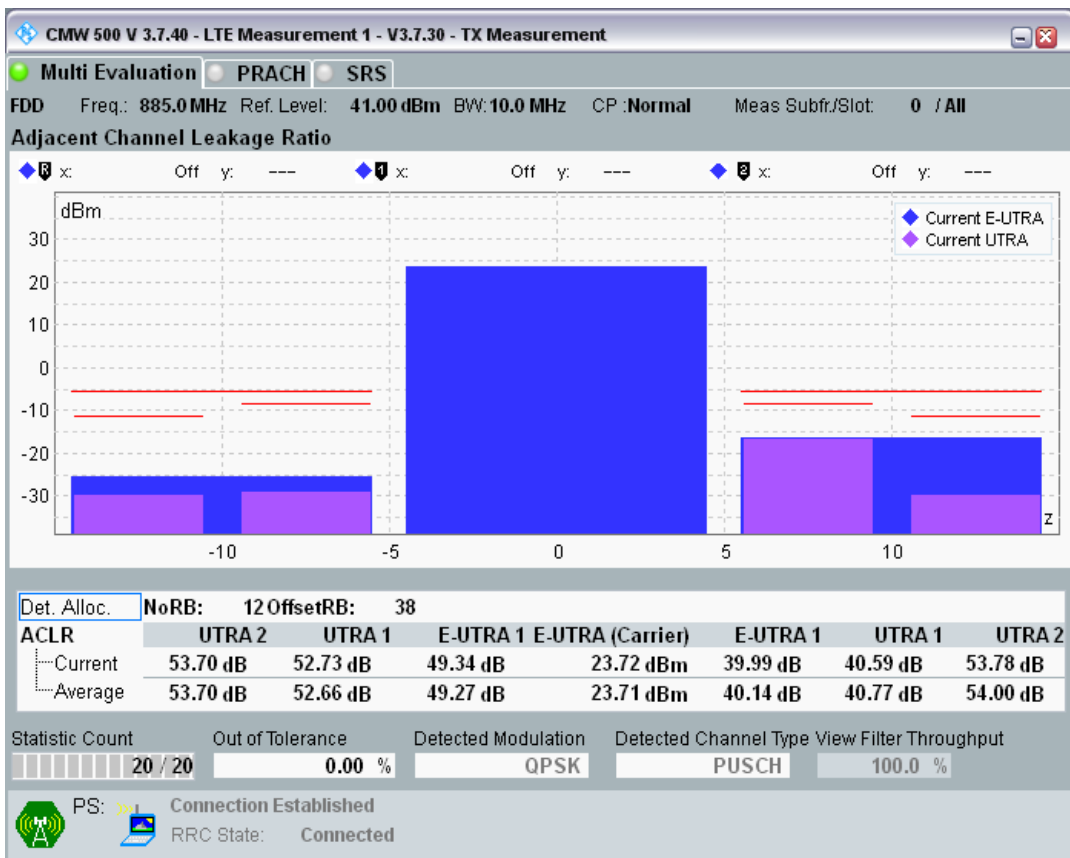 CMW 500 V 3.7.40 - LTE Measurement 1 - V3.7.30 - TX Measurement
Multi Evaluation PRACH SRS
FDD Freq.: 885.0 MHz Ref. Level: 41.00 dBm BW: 10.0 MHz CP :Normal Meas Subfr./Slot: 0 / All
Adjacent Channel Leakage Ratio
R x: Off y: --- 1 x: Off y: --- 2 x: Off y: ---
dBm
Current E-UTRA
Current UTRA
30
20
10
0
-10
-20
-30
z
-10 -5 0 5 10
Det. Alloc. NoRB: 12 OffsetRB: 38
ACLR UTRA 2 UTRA 1 E-UTRA 1 E-UTRA (Carrier) E-UTRA 1 UTRA 1 UTRA 2
Current 53.70 dB 52.73 dB 49.34 dB 23.72 dBm 39.99 dB 40.59 dB 53.78 dB
Average 53.70 dB 52.66 dB 49.27 dB 23.71 dBm 40.14 dB 40.77 dB 54.00 dB
Statistic Count Out of Tolerance Detected Modulation Detected Channel Type View Filter Throughput
20 / 20 0.00 % QPSK PUSCH 100.0 %
PS: Connection Established
RRC State: Connected